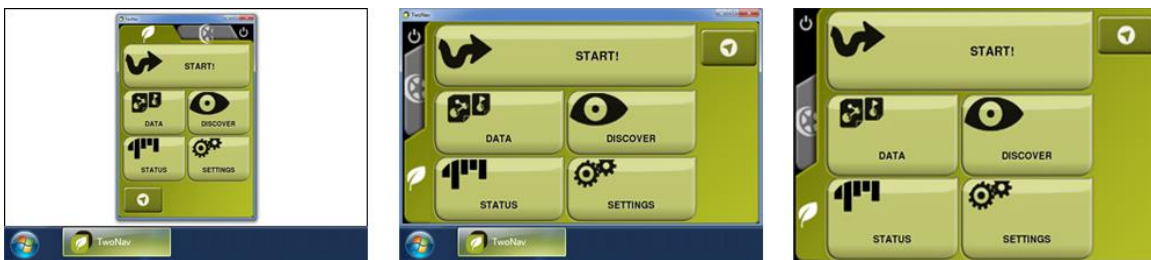 TwoNav
START!
DATA
DISCOVER
STATUS
SETTINGS
TwoNav
TwoNav
START!
DATA
DISCOVER
STATUS
SETTINGS
TwoNav
START!
DATA
DISCOVER
STATUS
SETTINGS